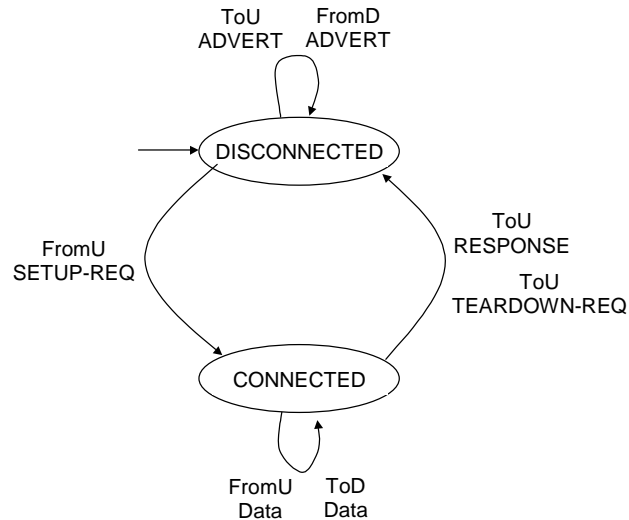 ToU
ADVERT
FromD
ADVERT
DISCONNECTED
FromU
SETUP-REQ
ToU
RESPONSE
ToU
TEARDOWN-REQ
CONNECTED
FromU
Data
ToD
Data